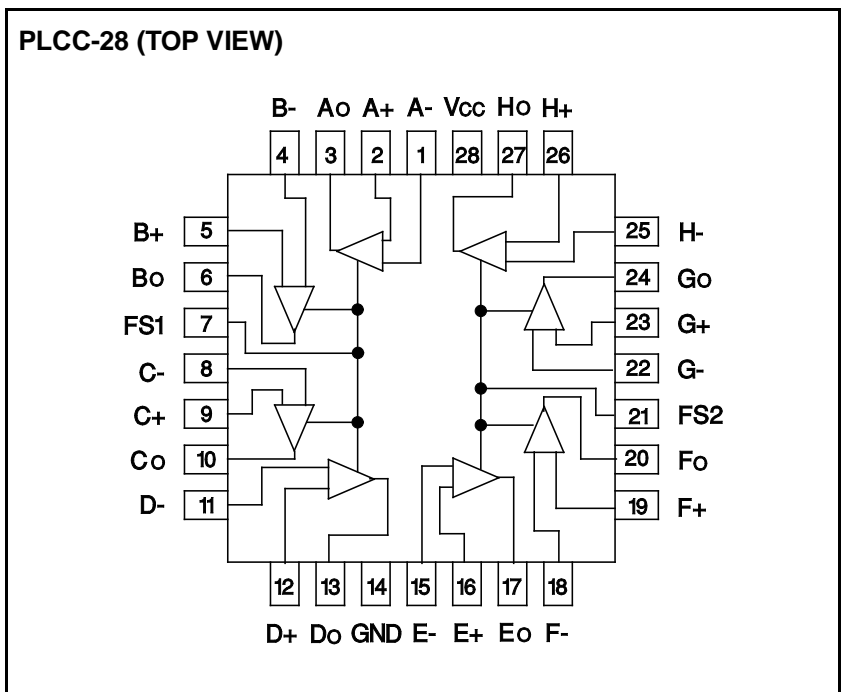 PLCC-28 (TOP VIEW)
B- Ao A+ A- Vcc Ho H+
4 3 2 1 28 27 26
B+ 5 25 H-
Bo 6 24 Go
FS1 7 23 G+
C- 8 22 G-
C+ 9 21 FS2
Co 10 20 Fo
D- 11 19 F+
12 13 14 15 16 17 18
D+ Do GND E- E+ Eo F-